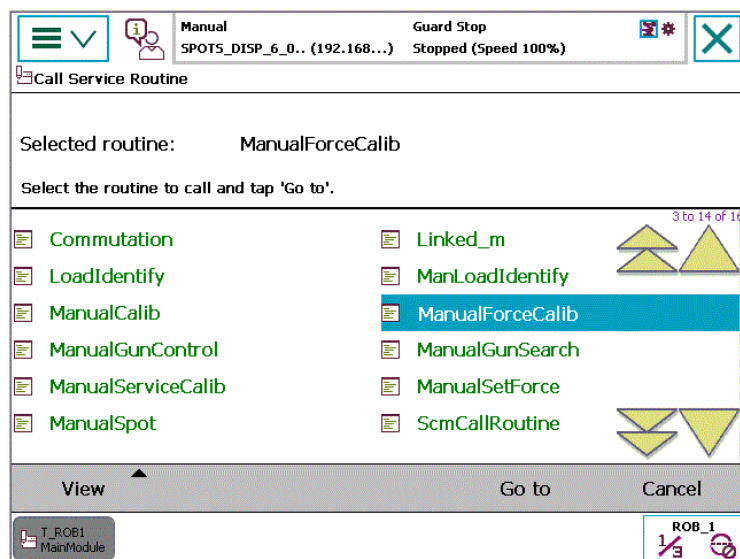 Manual
Guard Stop
SPOTS_DISP_6_0.. (192.168...)
Stopped (Speed 100%)
Call Service Routine
Selected routine: ManualForceCalib
Select the routine to call and tap 'Go to'.
3 to 14 of 16
Commutation
Linked_m
LoadIdentify
ManLoadIdentify
ManualCalib
ManualForceCalib
ManualGunControl
ManualGunSearch
ManualServiceCalib
ManualSetForce
ManualSpot
ScmCallRoutine
View
Go to
Cancel
T_ROB1
MainModule
ROB_1
1/3